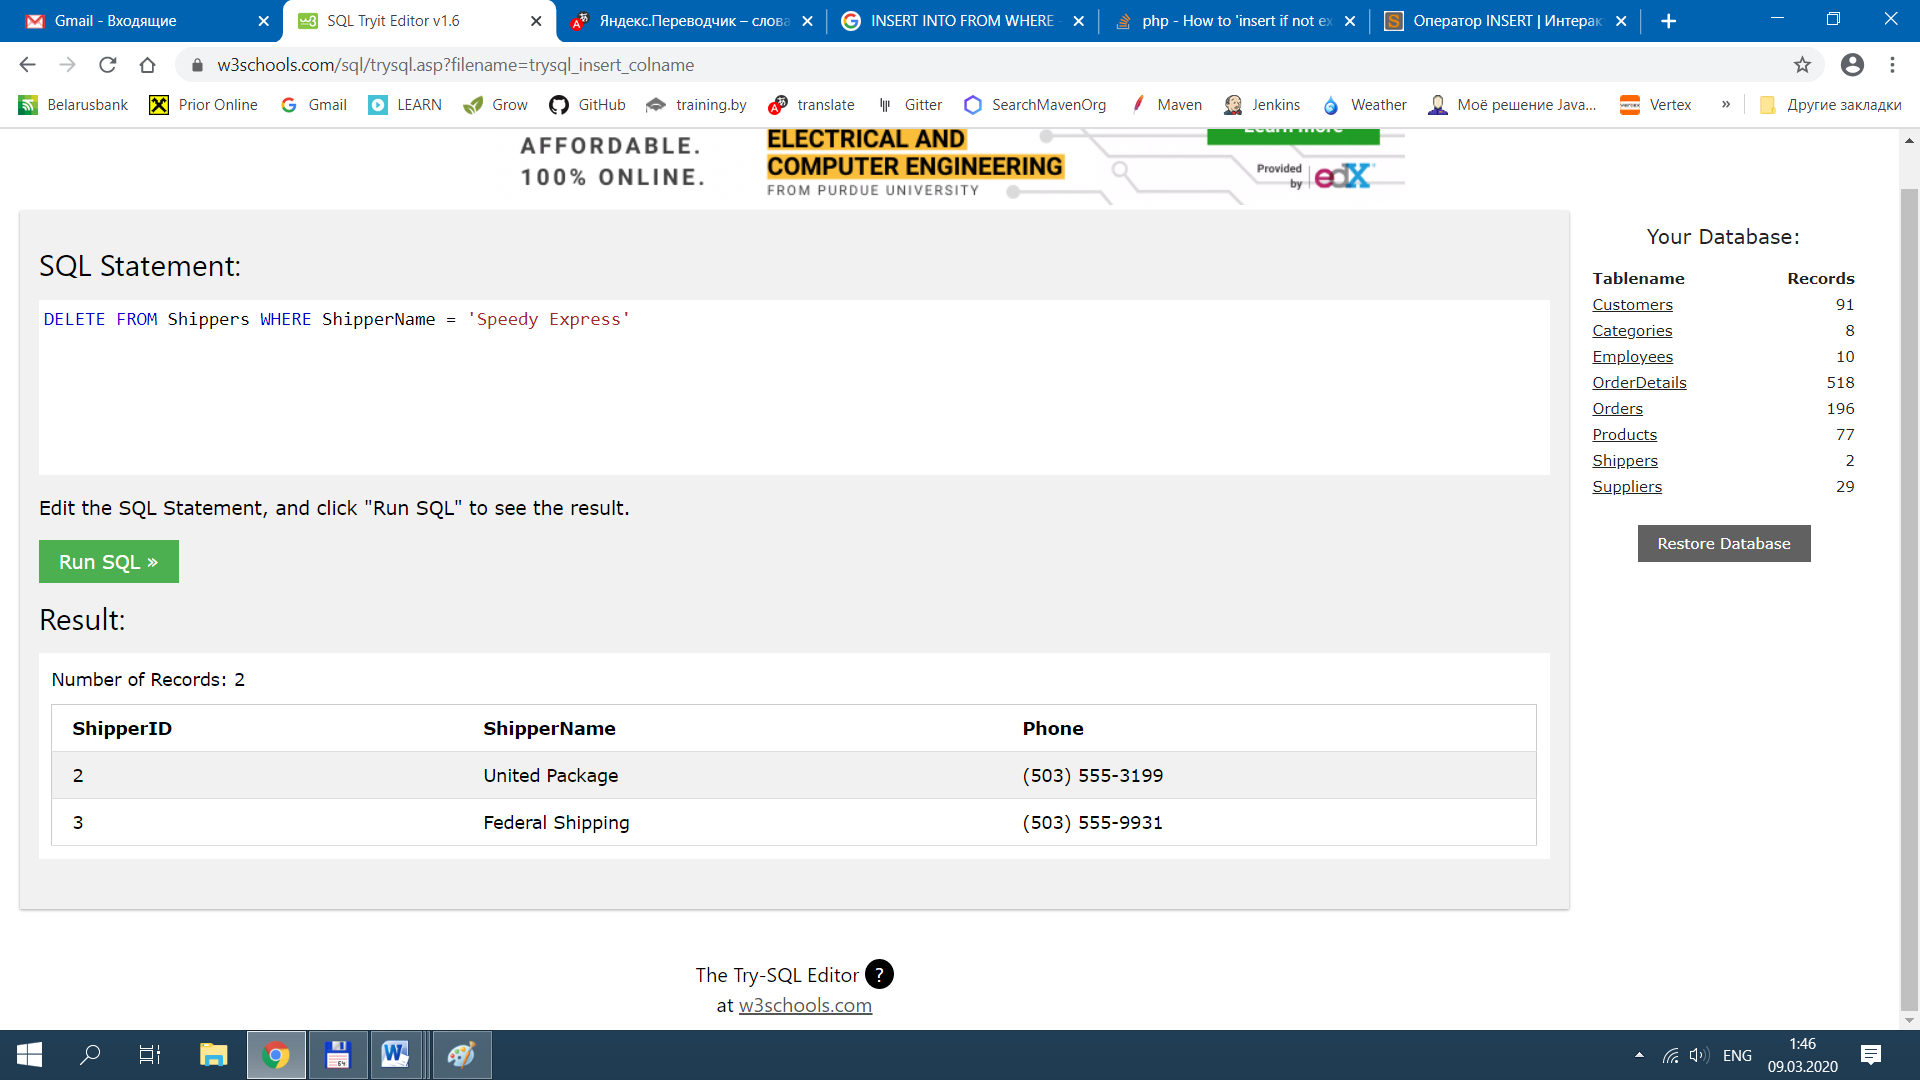 Gmail - Входящие
SQL Tryit Editor v1.6
Яндекс.Переводчик – слова
INSERT INTO FROM WHERE -
php - How to 'insert if not ex
Оператор INSERT | Интеракт
w3schools.com/sql/trysql.asp?filename=trysql_insert_colname
Belarusbank
Prior Online
Gmail
LEARN
Grow
GitHub
training.by
translate
Gitter
SearchMavenOrg
Maven
Jenkins
Weather
Моё решение Java...
Vertex
»
Другие закладки
AFFORDABLE.
100% ONLINE.
ELECTRICAL AND
COMPUTER ENGINEERING
FROM PURDUE UNIVERSITY
Learn more
Provided
by
edX
SQL Statement:
DELETE FROM Shippers WHERE ShipperName = 'Speedy Express'
Edit the SQL Statement, and click "Run SQL" to see the result.
Run SQL »
Result:
Number of Records: 2
ShipperID ShipperName Phone
2 United Package (503) 555-3199
3 Federal Shipping (503) 555-9931
Your Database:
Tablename Records
Customers 91
Categories 8
Employees 10
OrderDetails 518
Orders 196
Products 77
Shippers 2
Suppliers 29
Restore Database
The Try-SQL Editor ?
at w3schools.com
ENG
1:46
09.03.2020